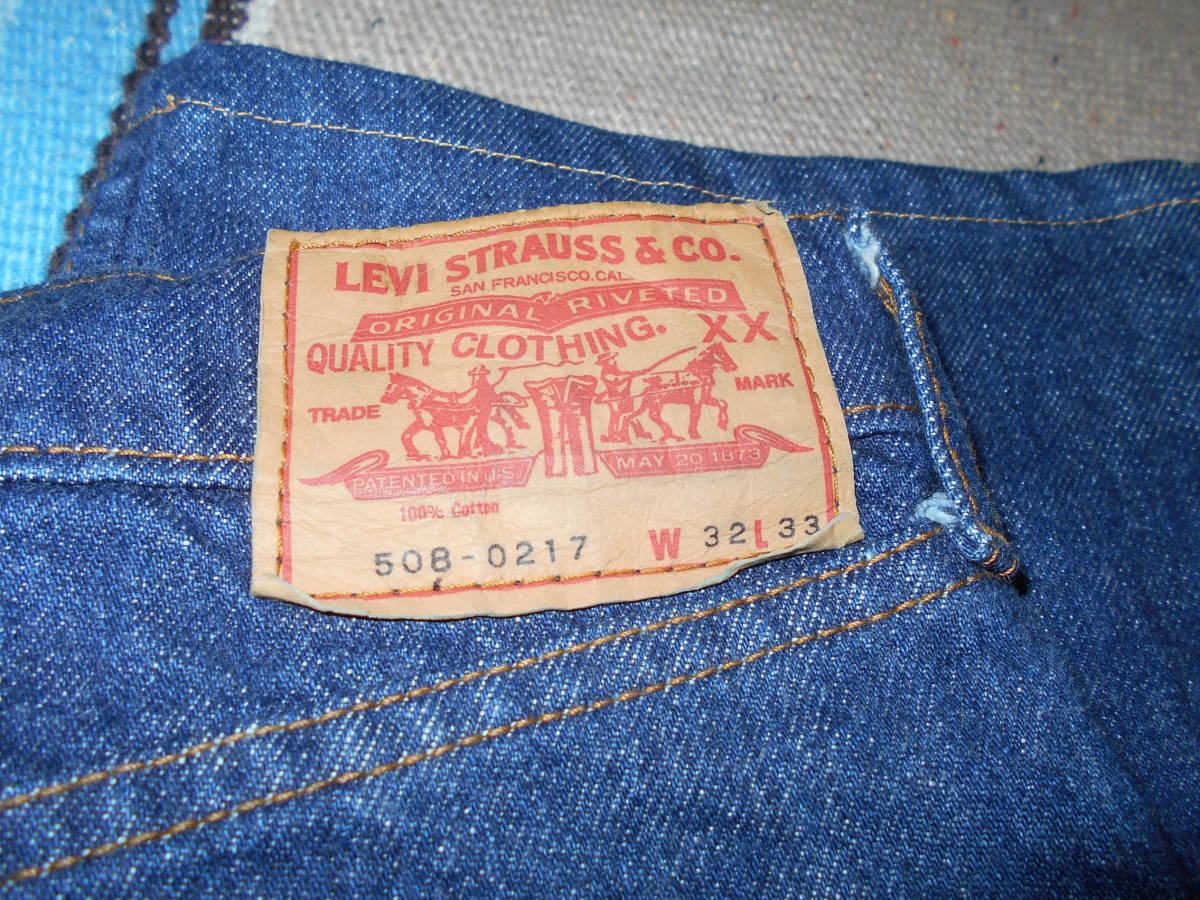 LEVI STRAUSS & CO.
SAN FRANCISCO.CAL.
ORIGINAL RIVETED
QUALITY CLOTHING. XX
TRADE MARK
PATENTED IN U.S MAY 20 1873
100% Cotton
508-0217 W 32 L 33